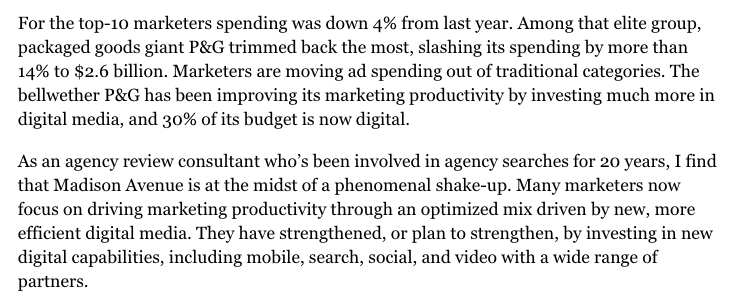 For the top-10 marketers spending was down 4% from last year. Among that elite group,
packaged goods giant P&G trimmed back the most, slashing its spending by more than
14% to $2.6 billion. Marketers are moving ad spending out of traditional categories. The
bellwether P&G has been improving its marketing productivity by investing much more in
digital media, and 30% of its budget is now digital.
As an agency review consultant who's been involved in agency searches for 20 years, I find
that Madison Avenue is at the midst of a phenomenal shake-up. Many marketers now
focus on driving marketing productivity through an optimized mix driven by new, more
efficient digital media. They have strengthened, or plan to strengthen, by investing in new
digital capabilities, including mobile, search, social, and video with a wide range of
partners.